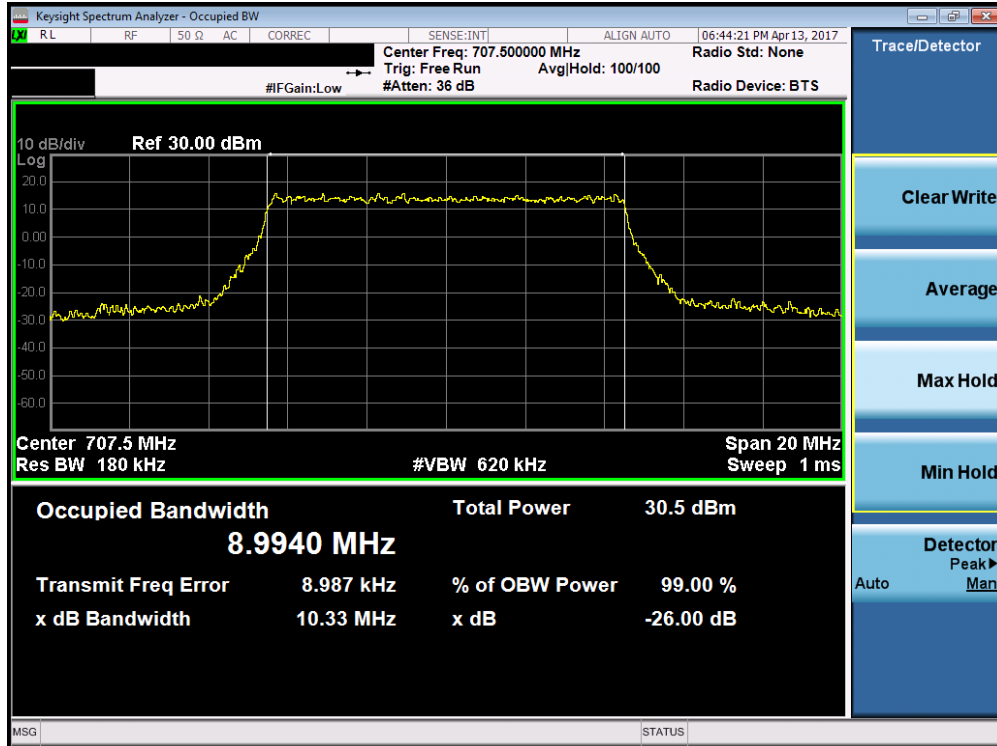 Keysight Spectrum Analyzer - Occupied BW
LXI RL RF 50 Ω AC CORREC SENSE:INT ALIGN AUTO 06:44:21 PM Apr 13, 2017
Center Freq: 707.500000 MHz Radio Std: None
Trig: Free Run Avg|Hold: 100/100
#IFGain:Low #Atten: 36 dB Radio Device: BTS
10 dB/div Ref 30.00 dBm
Log
20.0
10.0
0.00
-10.0
-20.0
-30.0
-40.0
-50.0
-60.0
Center 707.5 MHz Span 20 MHz
Res BW 180 kHz #VBW 620 kHz Sweep 1 ms
Occupied Bandwidth Total Power 30.5 dBm
8.9940 MHz
Transmit Freq Error 8.987 kHz % of OBW Power 99.00 %
x dB Bandwidth 10.33 MHz x dB -26.00 dB
MSG STATUS
Trace/Detector
Clear Write
Average
Max Hold
Min Hold
Detector
Peak
Auto Man